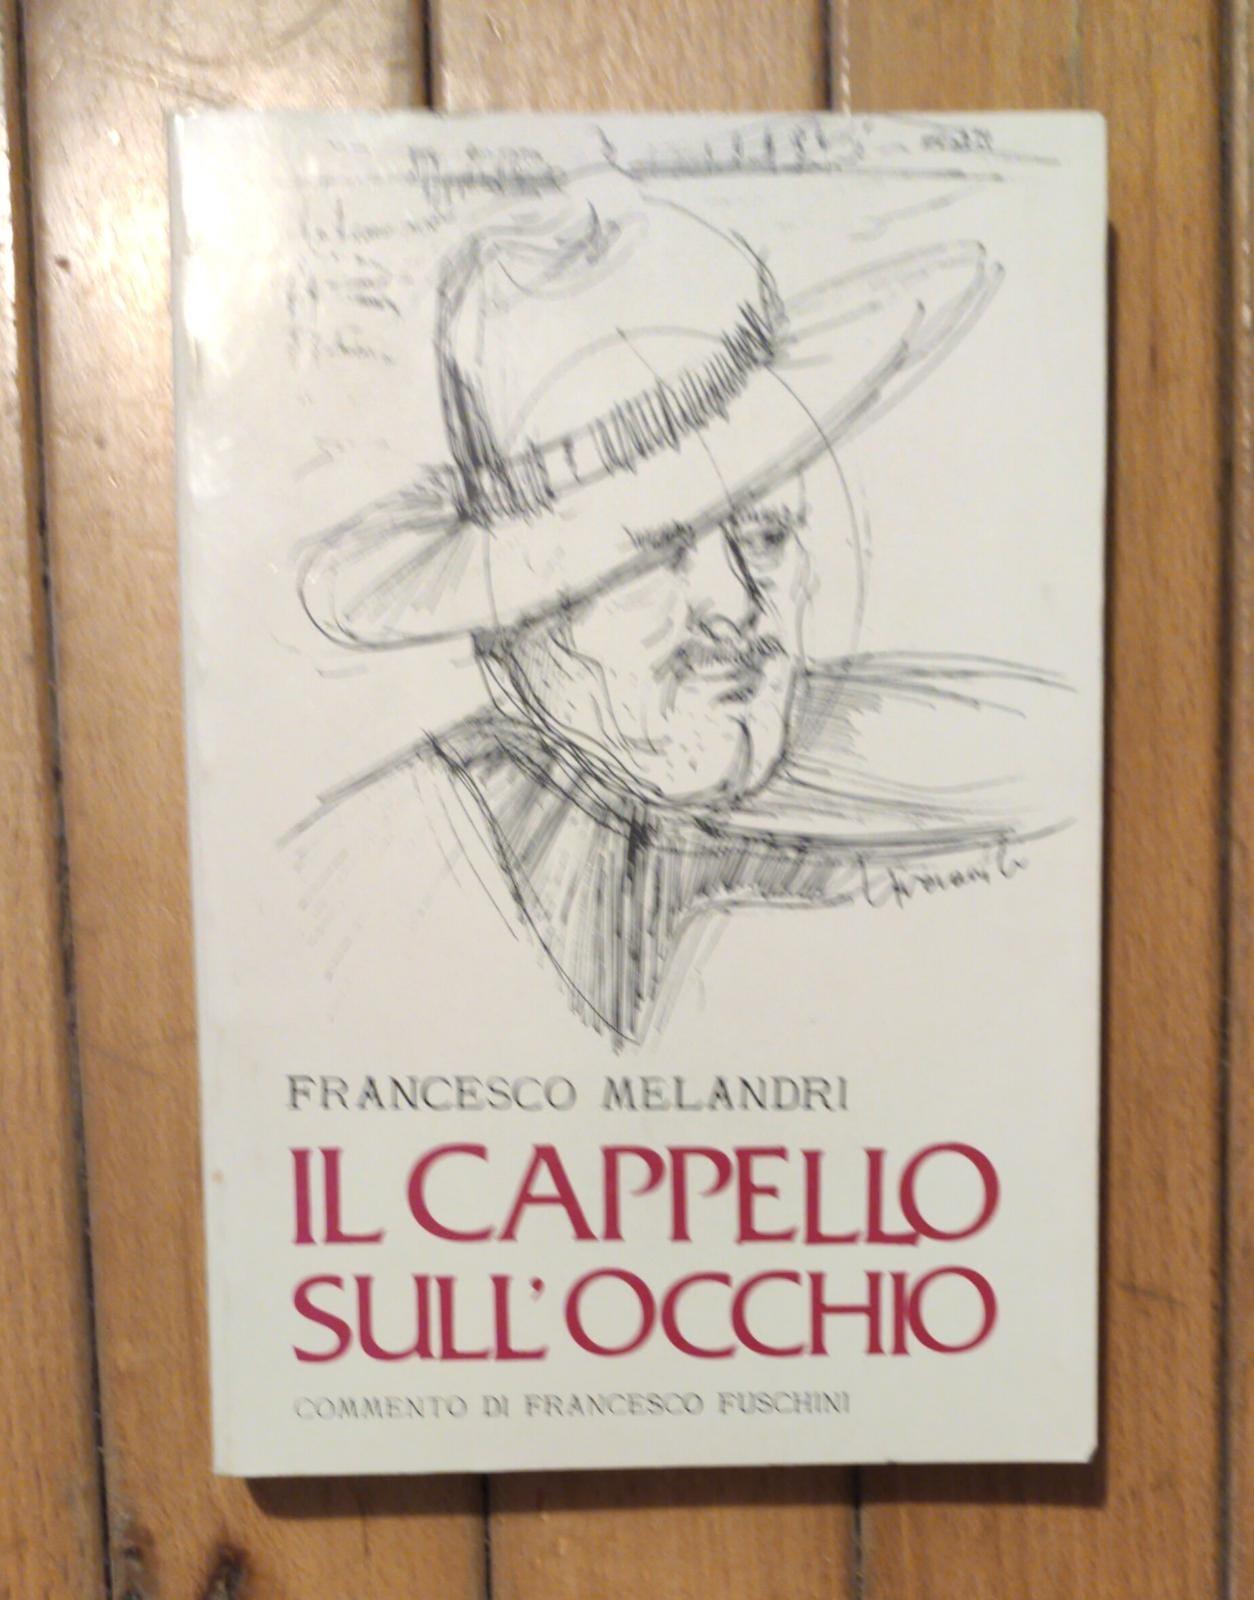 FRANCESCO MELANDRI
IL CAPPELLO
SULL'OCCHIO
COMMENTO DI FRANCESCO FUSCHINI